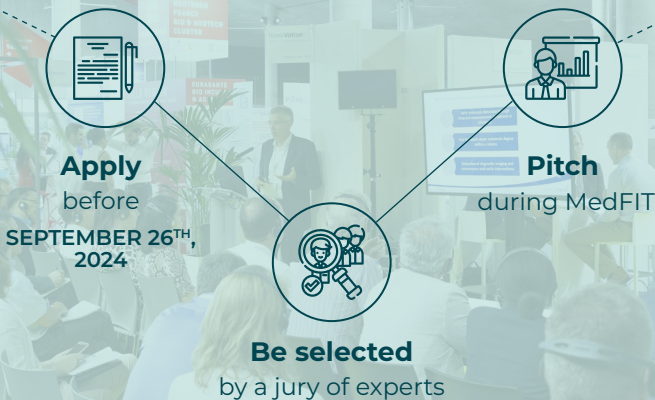 Apply
before
SEPTEMBER 26TH,
2024
Be selected
by a jury of experts
Pitch
during MedFIT